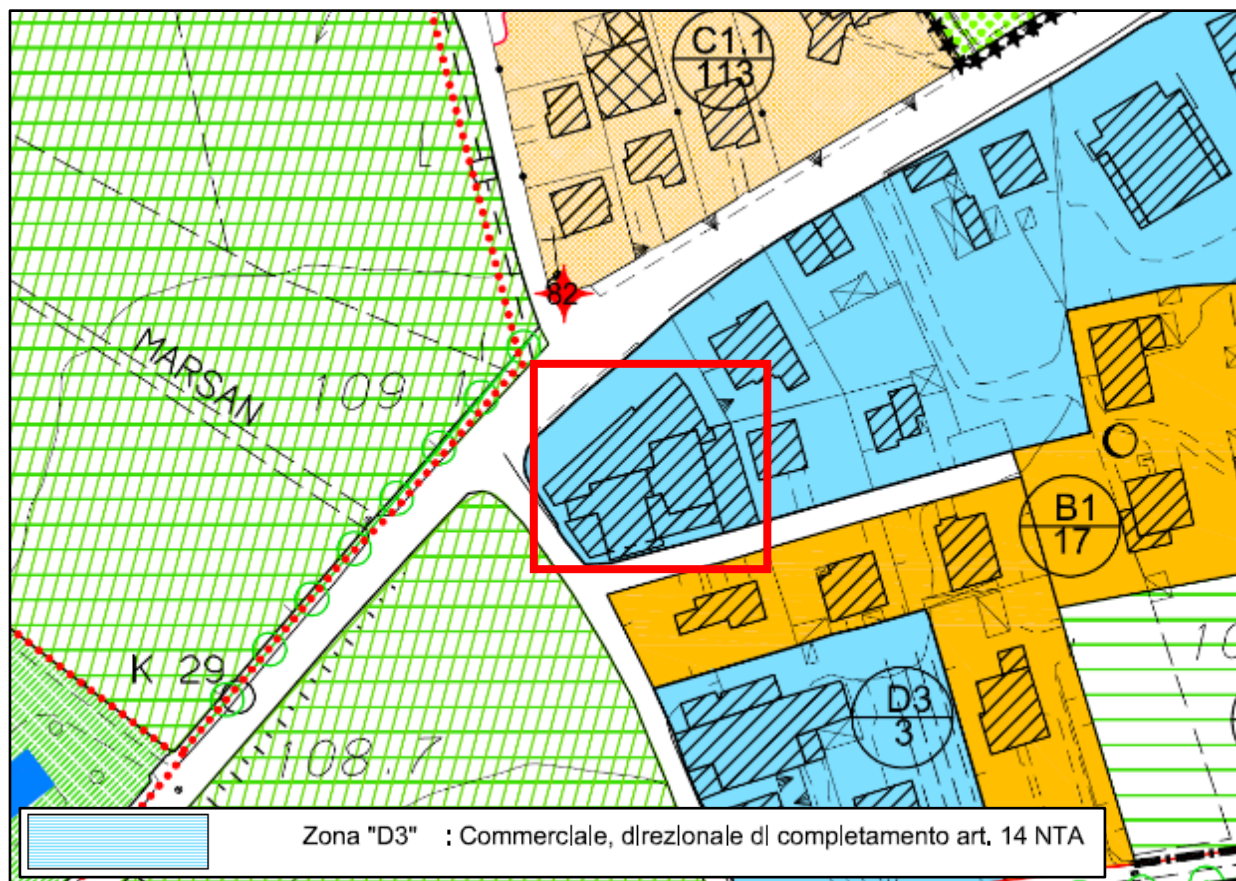 C1.1
113
82
MARSAN
109.1
B1
17
K 29
D3
3
108.7
Zona "D3" : Commerciale, direzionale di completamento art. 14 NTA